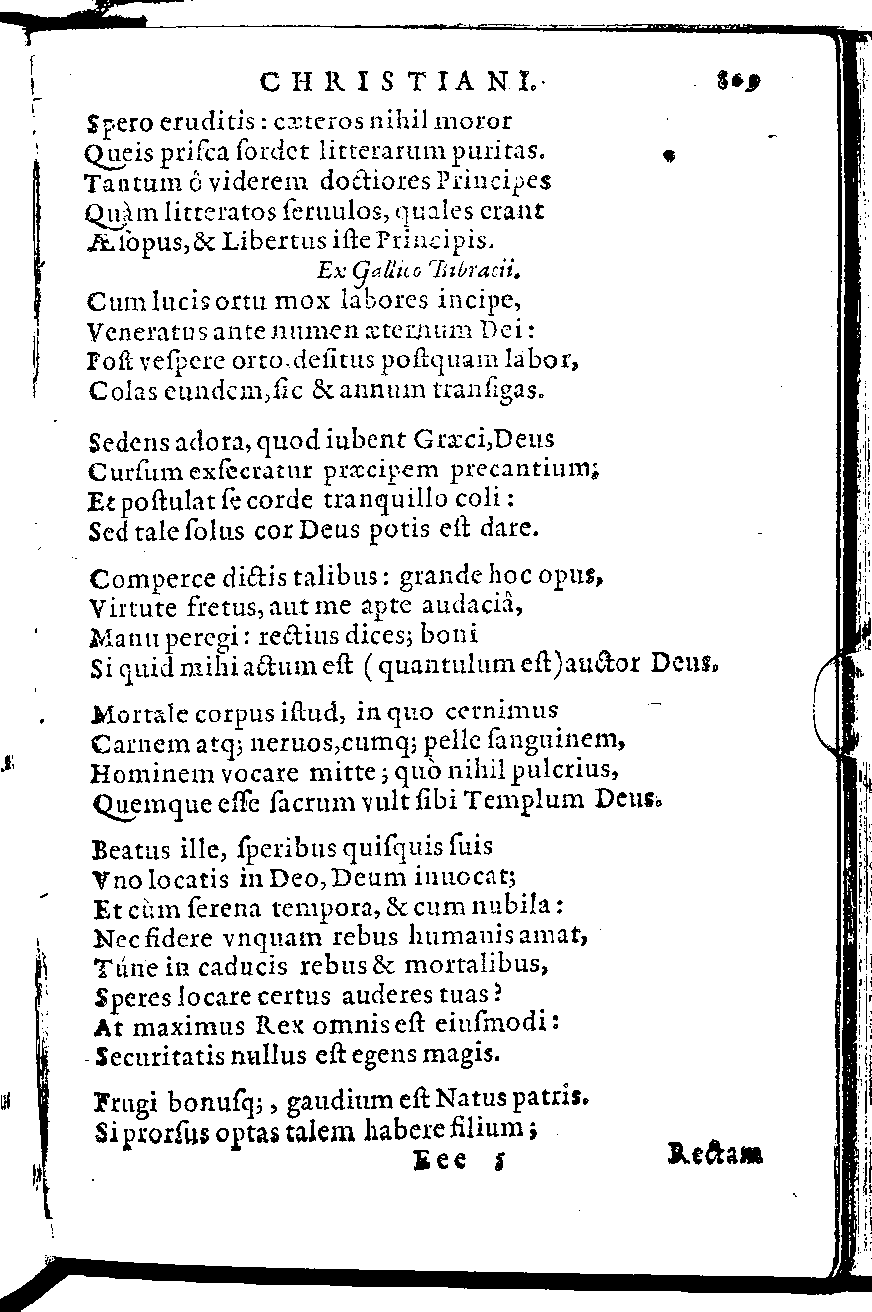 CHRISTIANI. 809
Spero eruditis : cæteros nihil moror
Queis priſca ſordet litterarum puritas.
Tantum ô viderem doctiores Principes
Quàm litteratos ſeruulos, quales erant
Æſopus, & Libertus iſte Principis.
Ex Gallico Bibracii.
Cum lucis ortu mox labores incipe,
Veneratus ante numen æternum Dei :
Poſt veſpere orto.deſitus poſtquam labor,
Colas eundem, ſic & annum tranſigas.
Sedens adora, quod iubent Græci, Deus
Curſum exſecratur præcipem precantium;
Et poſtulat ſe corde tranquillo coli :
Sed tale ſolus cor Deus potis eſt dare.
Comperce dictis talibus : grande hoc opus,
Virtute fretus, aut me apte audaciâ,
Manu peregi : rectius dices; boni
Si quid mihi actum eſt ( quantulum eſt ) auctor Deus.
Mortale corpus iſtud, in quo cernimus
Carnem atq; neruos, cumq; pelle ſanguinem,
Hominem vocare mitte ; quò nihil pulcrius,
Quemque eſſe ſacrum vult ſibi Templum Deus.
Beatus ille, ſperibus quiſquis ſuis
Vno locatis in Deo, Deum inuocat;
Et cùm ſerena tempora, & cum nubila :
Nec fidere vnquam rebus humanis amat,
Túne in caducis rebus & mortalibus,
Speres locare certus auderes tuas ?
At maximus Rex omnis eſt eiuſmodi :
Securitatis nullus eſt egens magis.
Frugi bonuſq; , gaudium eſt Natus patris.
Si prorſus optas talem habere filium ;
Eee 5 Rectam